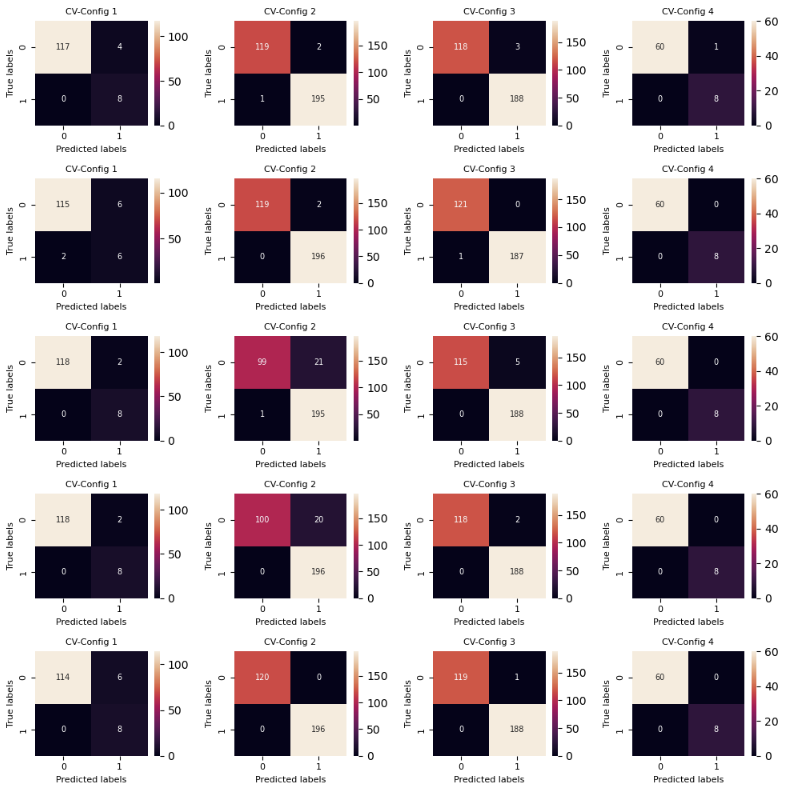 CV-Config 1 CV-Config 2 CV-Config 3 CV-Config 4
True labels 0 117 4 100 True labels 0 119 2 150 True labels 0 118 3 150 True labels 0 60 1 60
50 100 100 40
1 0 8 0 1 1 195 50 1 0 188 50 0 1 0 8 20 0
0 1 0 1 0 1 0 1
Predicted labels Predicted labels Predicted labels Predicted labels
CV-Config 1 CV-Config 2 CV-Config 3 CV-Config 4
True labels 0 115 6 100 True labels 0 119 2 150 True labels 0 121 0 150 True labels 0 60 0 60
50 100 100 40
1 2 6 1 0 196 50 0 1 1 187 50 0 1 0 8 20 0
0 1 0 1 0 1 0 1
Predicted labels Predicted labels Predicted labels Predicted labels
CV-Config 1 CV-Config 2 CV-Config 3 CV-Config 4
True labels 0 118 2 100 True labels 0 99 21 150 True labels 0 115 5 150 True labels 0 60 0 60
50 100 100 40
1 0 8 0 1 1 195 50 1 0 188 50 0 1 0 8 20 0
0 1 0 1 0 1 0 1
Predicted labels Predicted labels Predicted labels Predicted labels
CV-Config 1 CV-Config 2 CV-Config 3 CV-Config 4
True labels 0 118 2 100 True labels 0 100 20 150 True labels 0 118 2 150 True labels 0 60 0 60
50 100 100 40
1 0 8 0 1 0 196 50 0 1 0 188 50 0 1 0 8 20 0
0 1 0 1 0 1 0 1
Predicted labels Predicted labels Predicted labels Predicted labels
CV-Config 1 CV-Config 2 CV-Config 3 CV-Config 4
True labels 0 114 6 100 True labels 0 120 0 150 True labels 0 119 1 150 True labels 0 60 0 60
50 100 100 40
1 0 8 0 1 0 196 50 0 1 0 188 50 0 1 0 8 20 0
0 1 0 1 0 1 0 1
Predicted labels Predicted labels Predicted labels Predicted labels